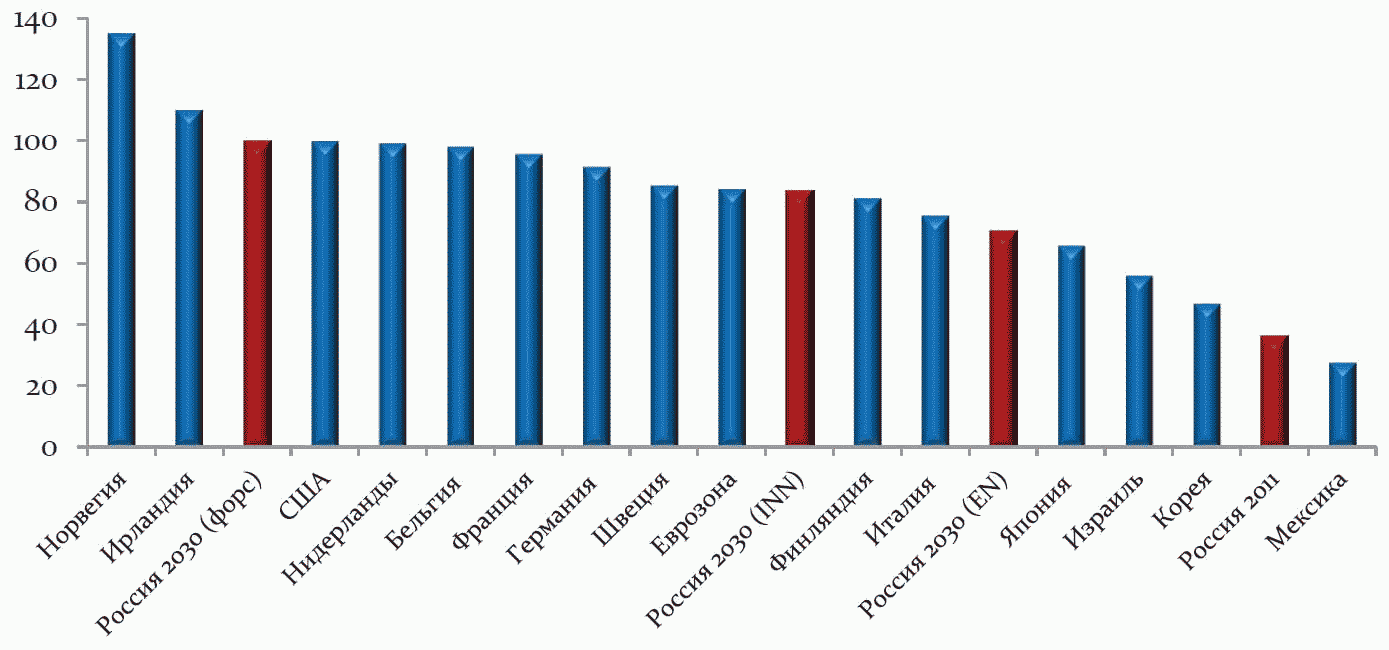 140
120
100
80
60
40
20
0
Норвегия
Ирландия
Россия 2030 (форс)
США
Нидерланды
Бельгия
Франция
Германия
Швеция
Еврозона
Россия 2030 (INN)
Финляндия
Италия
Россия 2030 (EN)
Япония
Израиль
Корея
Россия 2011
Мексика